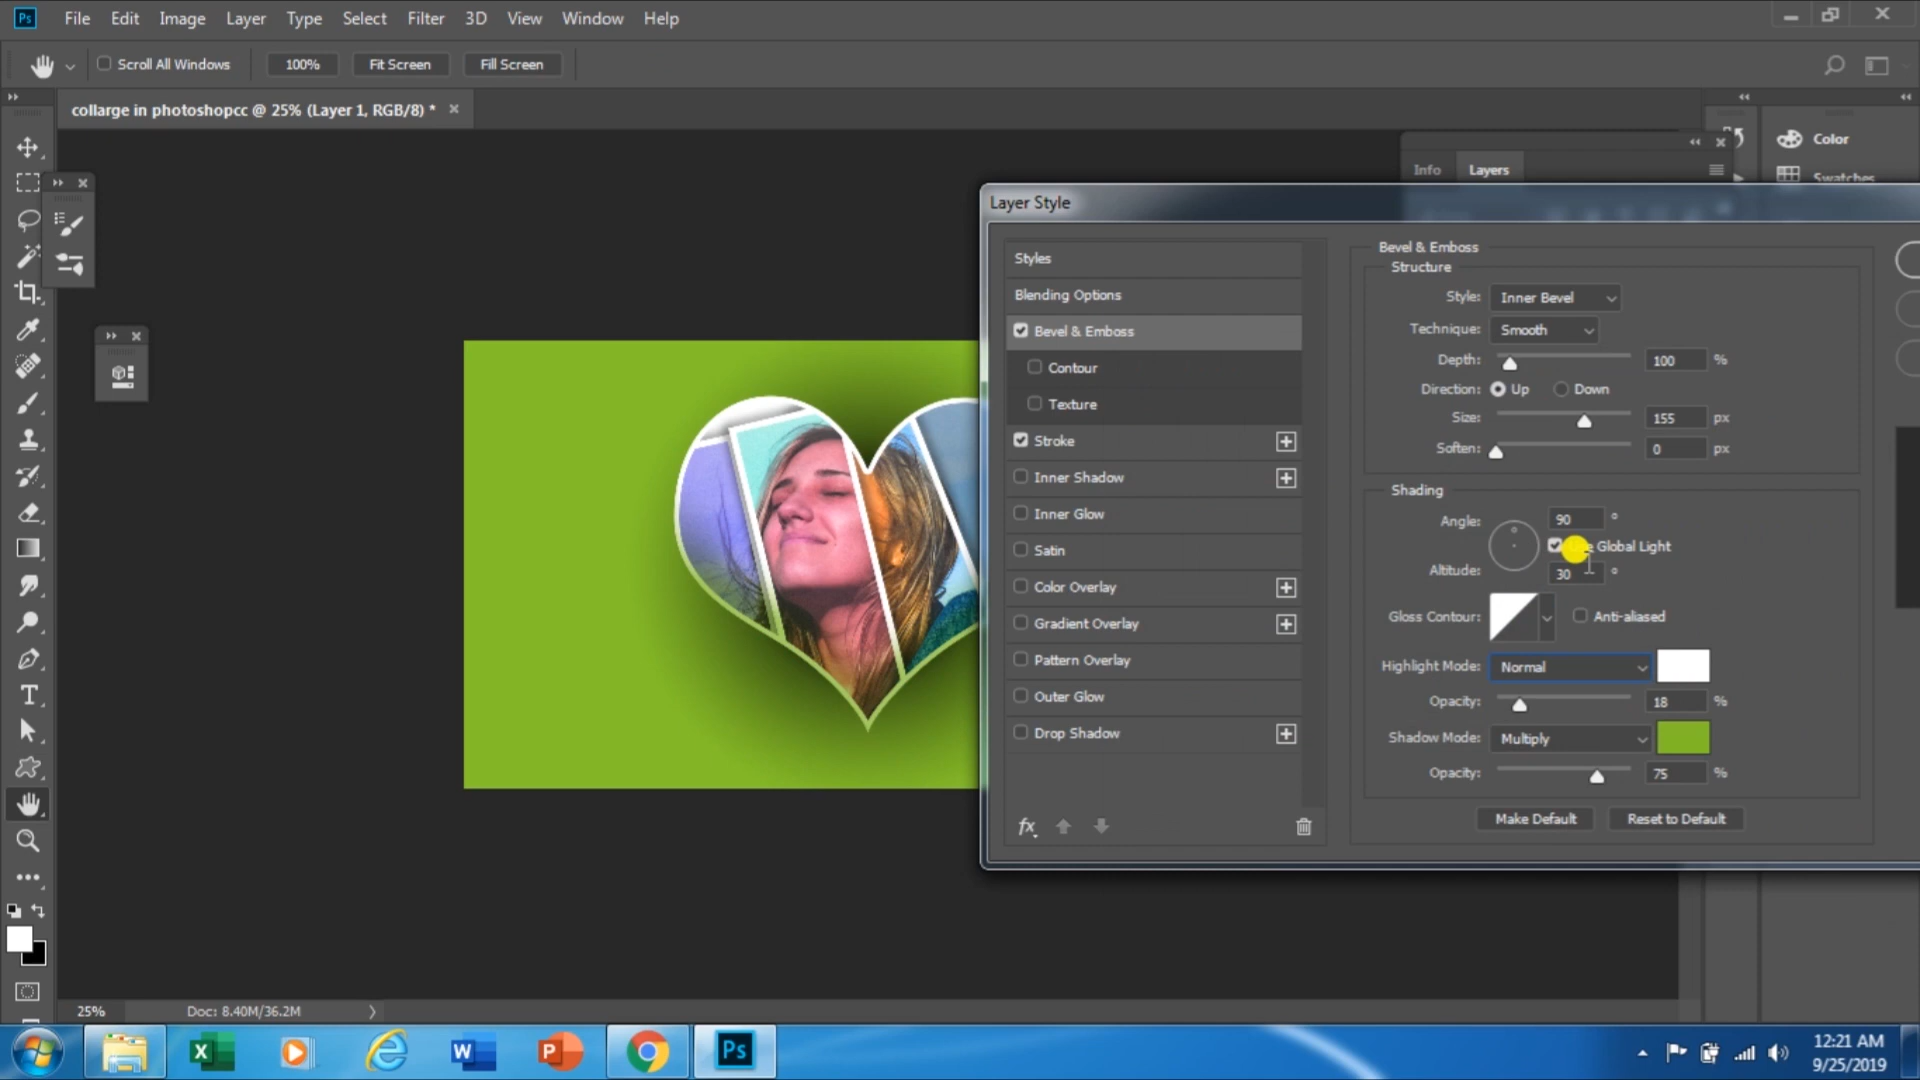 Ps File Edit Image Layer Type Select Filter 3D View Window Help
Scroll All Windows 100% Fit Screen Fill Screen
collarge in photoshopcc @ 25% (Layer 1, RGB/8) *
Color
Info Layers
Swatches
Layer Style
Styles
Blending Options
Bevel & Emboss
Contour
Texture
Stroke
Inner Shadow
Inner Glow
Satin
Color Overlay
Gradient Overlay
Pattern Overlay
Outer Glow
Drop Shadow
fx
Bevel & Emboss
Structure
Style: Inner Bevel
Technique: Smooth
Depth: 100 %
Direction: Up Down
Size: 155 px
Soften: 0 px
Shading
Angle: 90 °
Global Light
Altitude: 30 °
Gloss Contour: Anti-aliased
Highlight Mode: Normal
Opacity: 18 %
Shadow Mode: Multiply
Opacity: 75 %
Make Default Reset to Default
25% Doc: 8.40M/36.2M
Ps
12:21 AM
9/25/2019